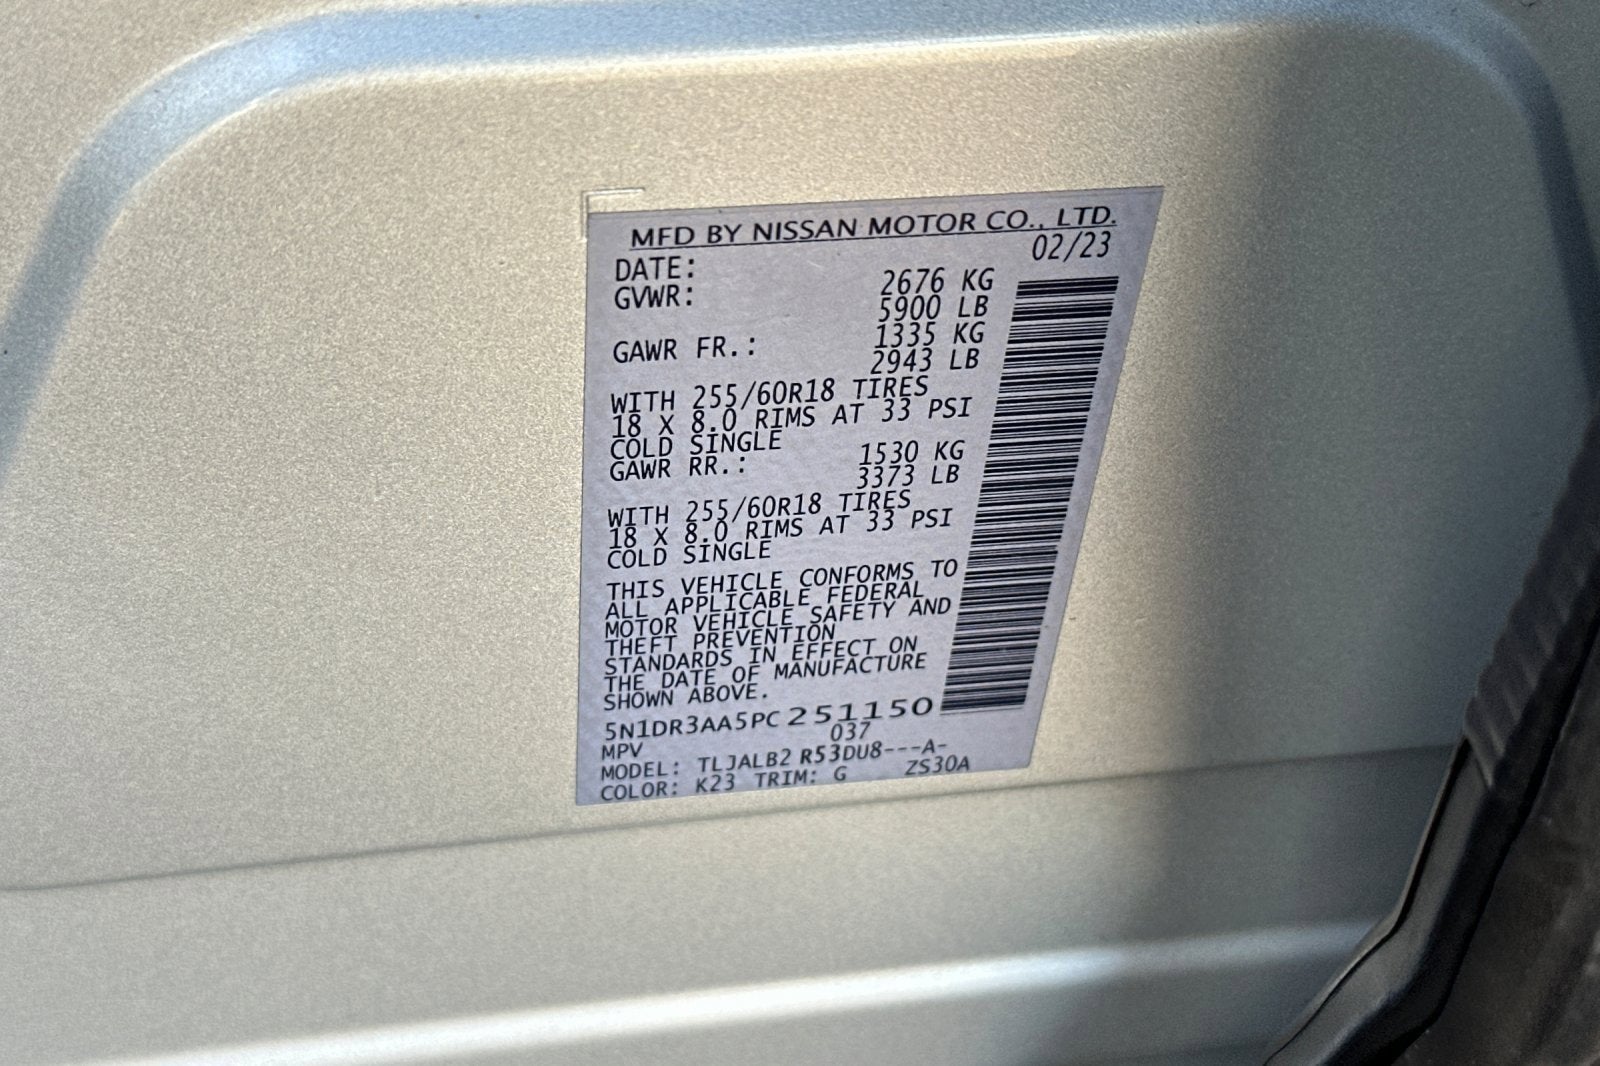 MFD BY NISSAN MOTOR CO., LTD.
DATE: 02/23
GVWR: 2676 KG
5900 LB
GAWR FR.: 1335 KG
2943 LB
WITH 255/60R18 TIRES
18 X 8.0 RIMS AT 33 PSI
COLD SINGLE
GAWR RR.: 1530 KG
3373 LB
WITH 255/60R18 TIRES
18 X 8.0 RIMS AT 33 PSI
COLD SINGLE
THIS VEHICLE CONFORMS TO
ALL APPLICABLE FEDERAL
MOTOR VEHICLE SAFETY AND
THEFT PREVENTION
STANDARDS IN EFFECT ON
THE DATE OF MANUFACTURE
SHOWN ABOVE.
5N1DR3AA5PC251150
MPV 037
MODEL: TLJALB2 R53DU8---A-
COLOR: K23 TRIM: G ZS30A